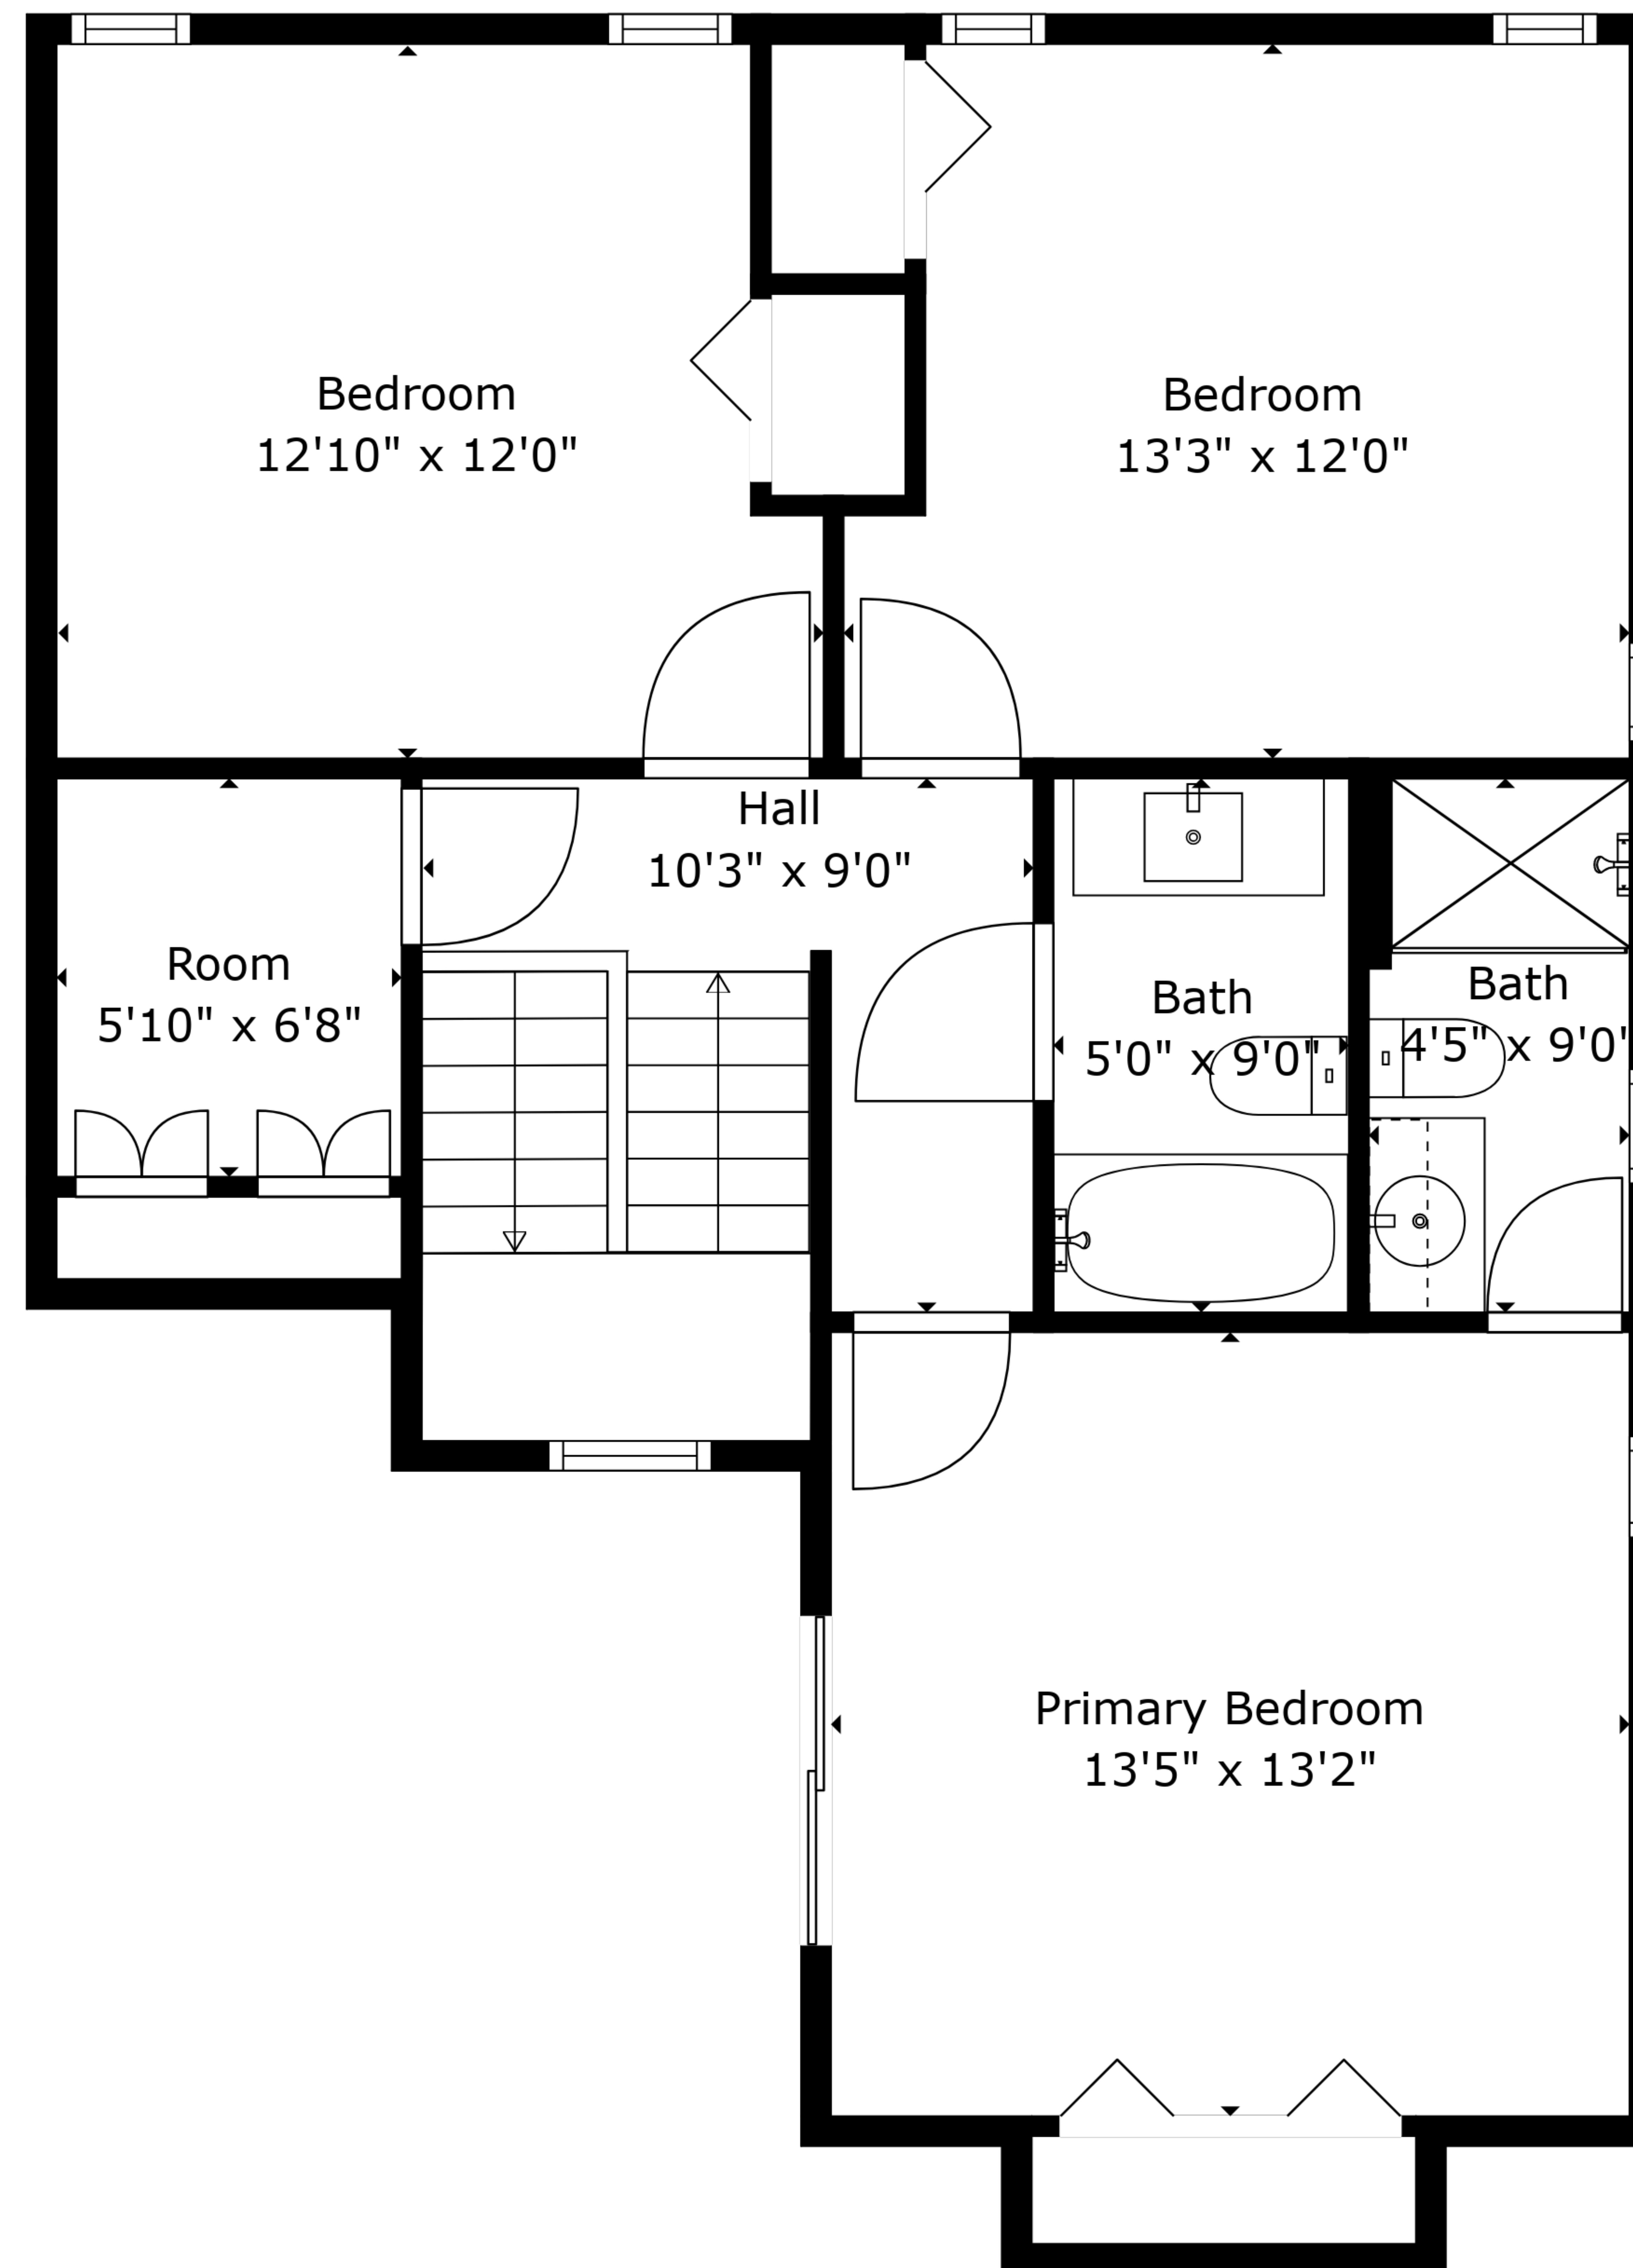 Bedroom
12'10" x 12'0"
Bedroom
13'3" x 12'0"
Hall
10'3" x 9'0"
Room
5'10" x 6'8"
Bath
5'0" x 9'0"
Bath
4'5" x 9'0'
Primary Bedroom
13'5" x 13'2"